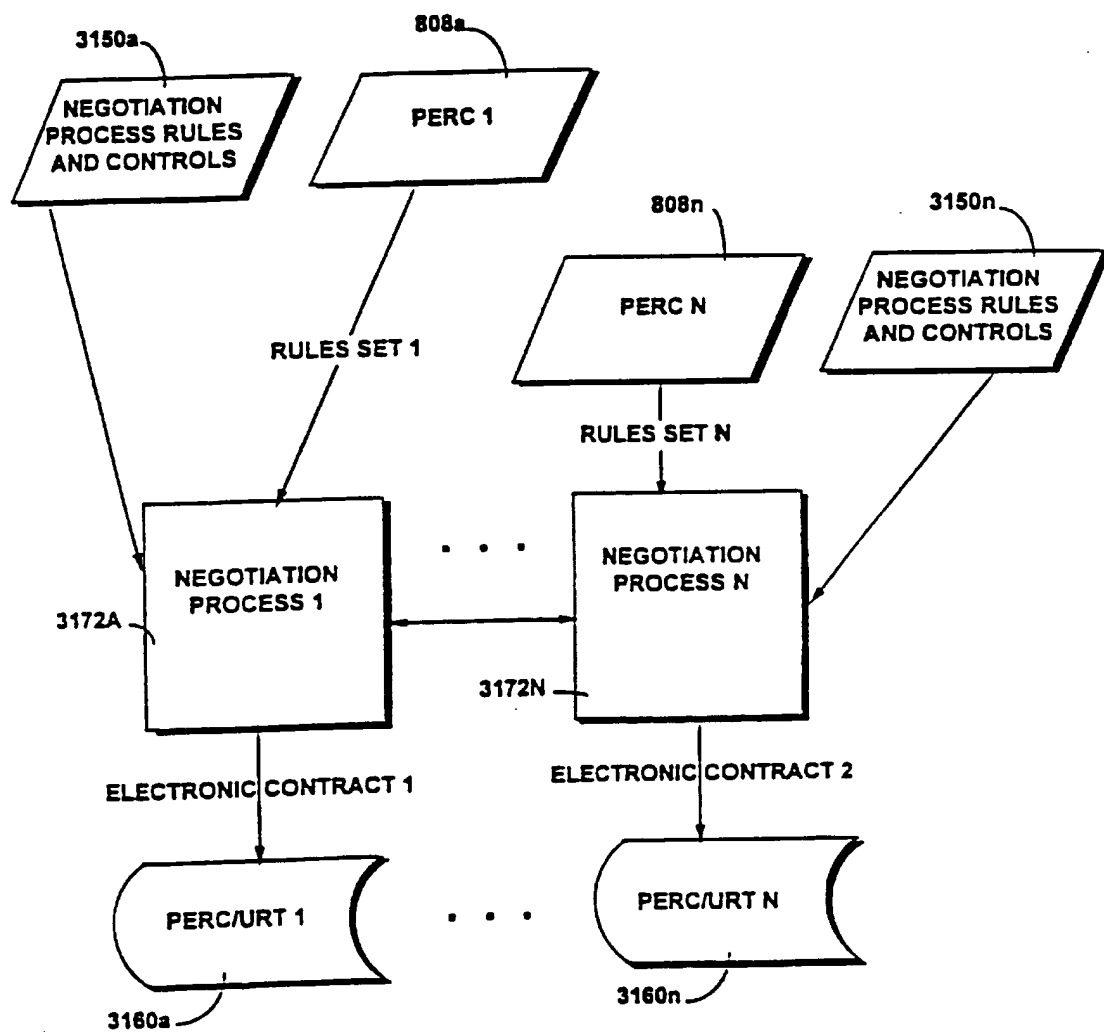 3150a
808a
NEGOTIATION
PROCESS RULES
AND CONTROLS
PERC 1
808n
3150n
PERC N
NEGOTIATION
PROCESS RULES
AND CONTROLS
RULES SET 1
RULES SET N
NEGOTIATION
PROCESS 1
. . .
NEGOTIATION
PROCESS N
3172A
3172N
ELECTRONIC CONTRACT 1
ELECTRONIC CONTRACT 2
PERC/URT 1
. . .
PERC/URT N
3160a
3160n